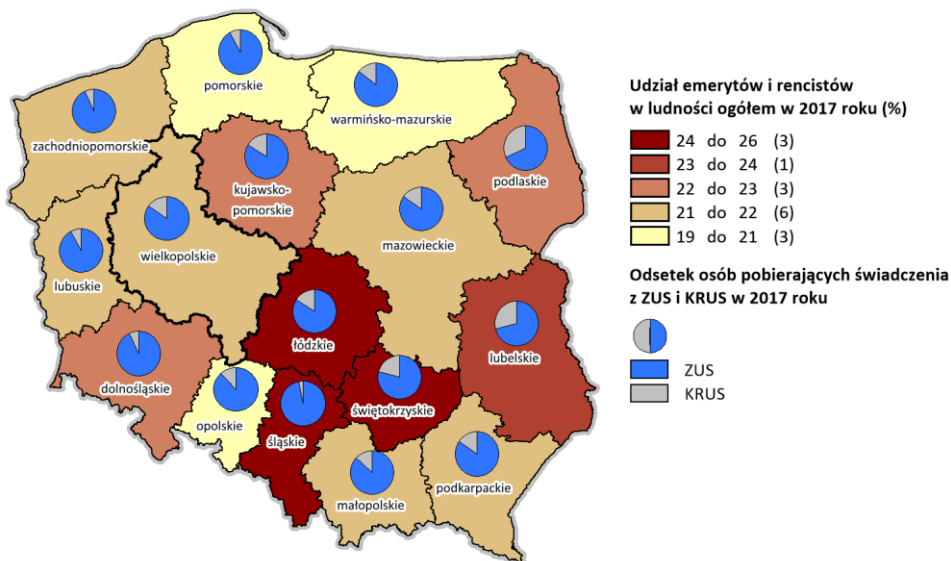 pomorskie
warmińsko-mazurskie
zachodniopomorskie
podlaskie
kujawsko-
pomorskie
mazowieckie
wielkopolskie
lubuskie
łódzkie
lubelskie
dolnośląskie
świętokrzyskie
opolskie
śląskie
podkarpackie
małopolskie
Udział emerytów i rencistów
w ludności ogółem w 2017 roku (%)
24 do 26 (3)
23 do 24 (1)
22 do 23 (3)
21 do 22 (6)
19 do 21 (3)
Odsetek osób pobierających świadczenia
z ZUS i KRUS w 2017 roku
ZUS
KRUS